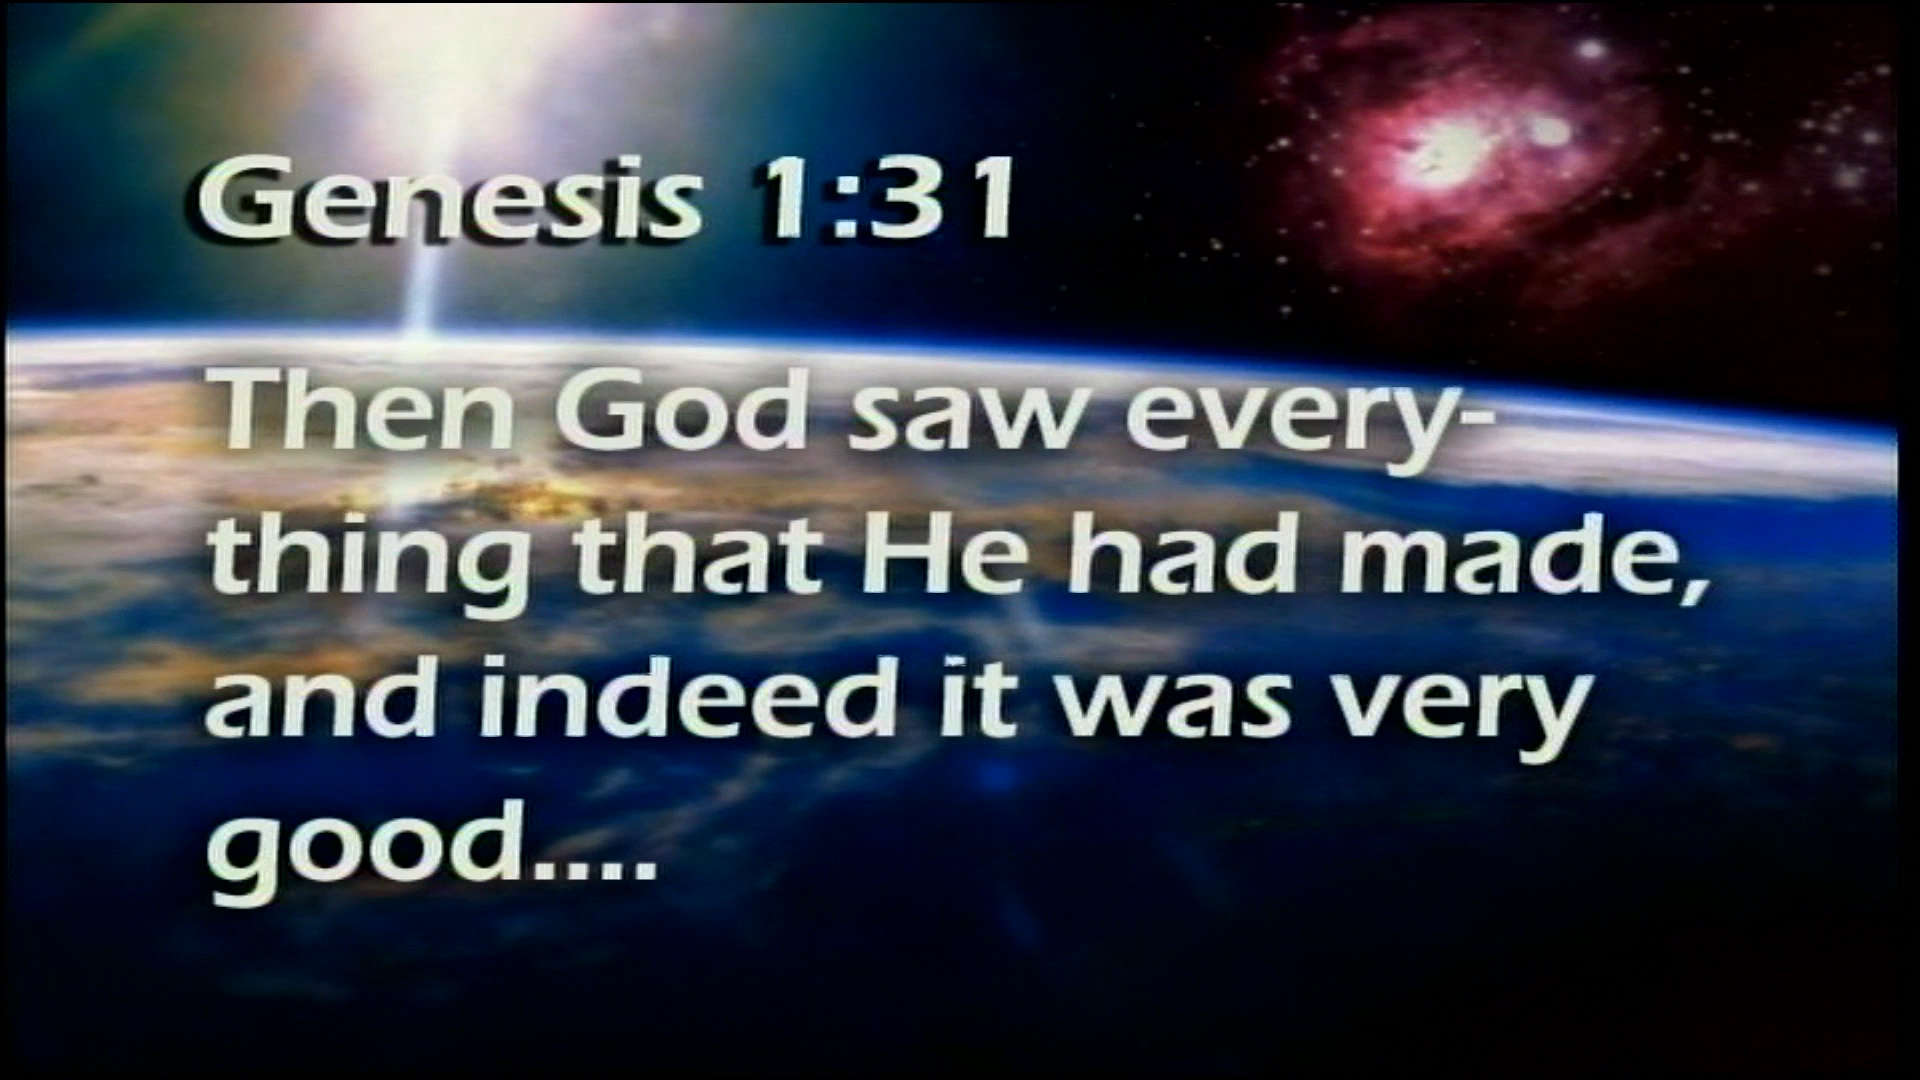 Genesis 1:31
Then God saw every-
thing that He had made,
and indeed it was very
good....